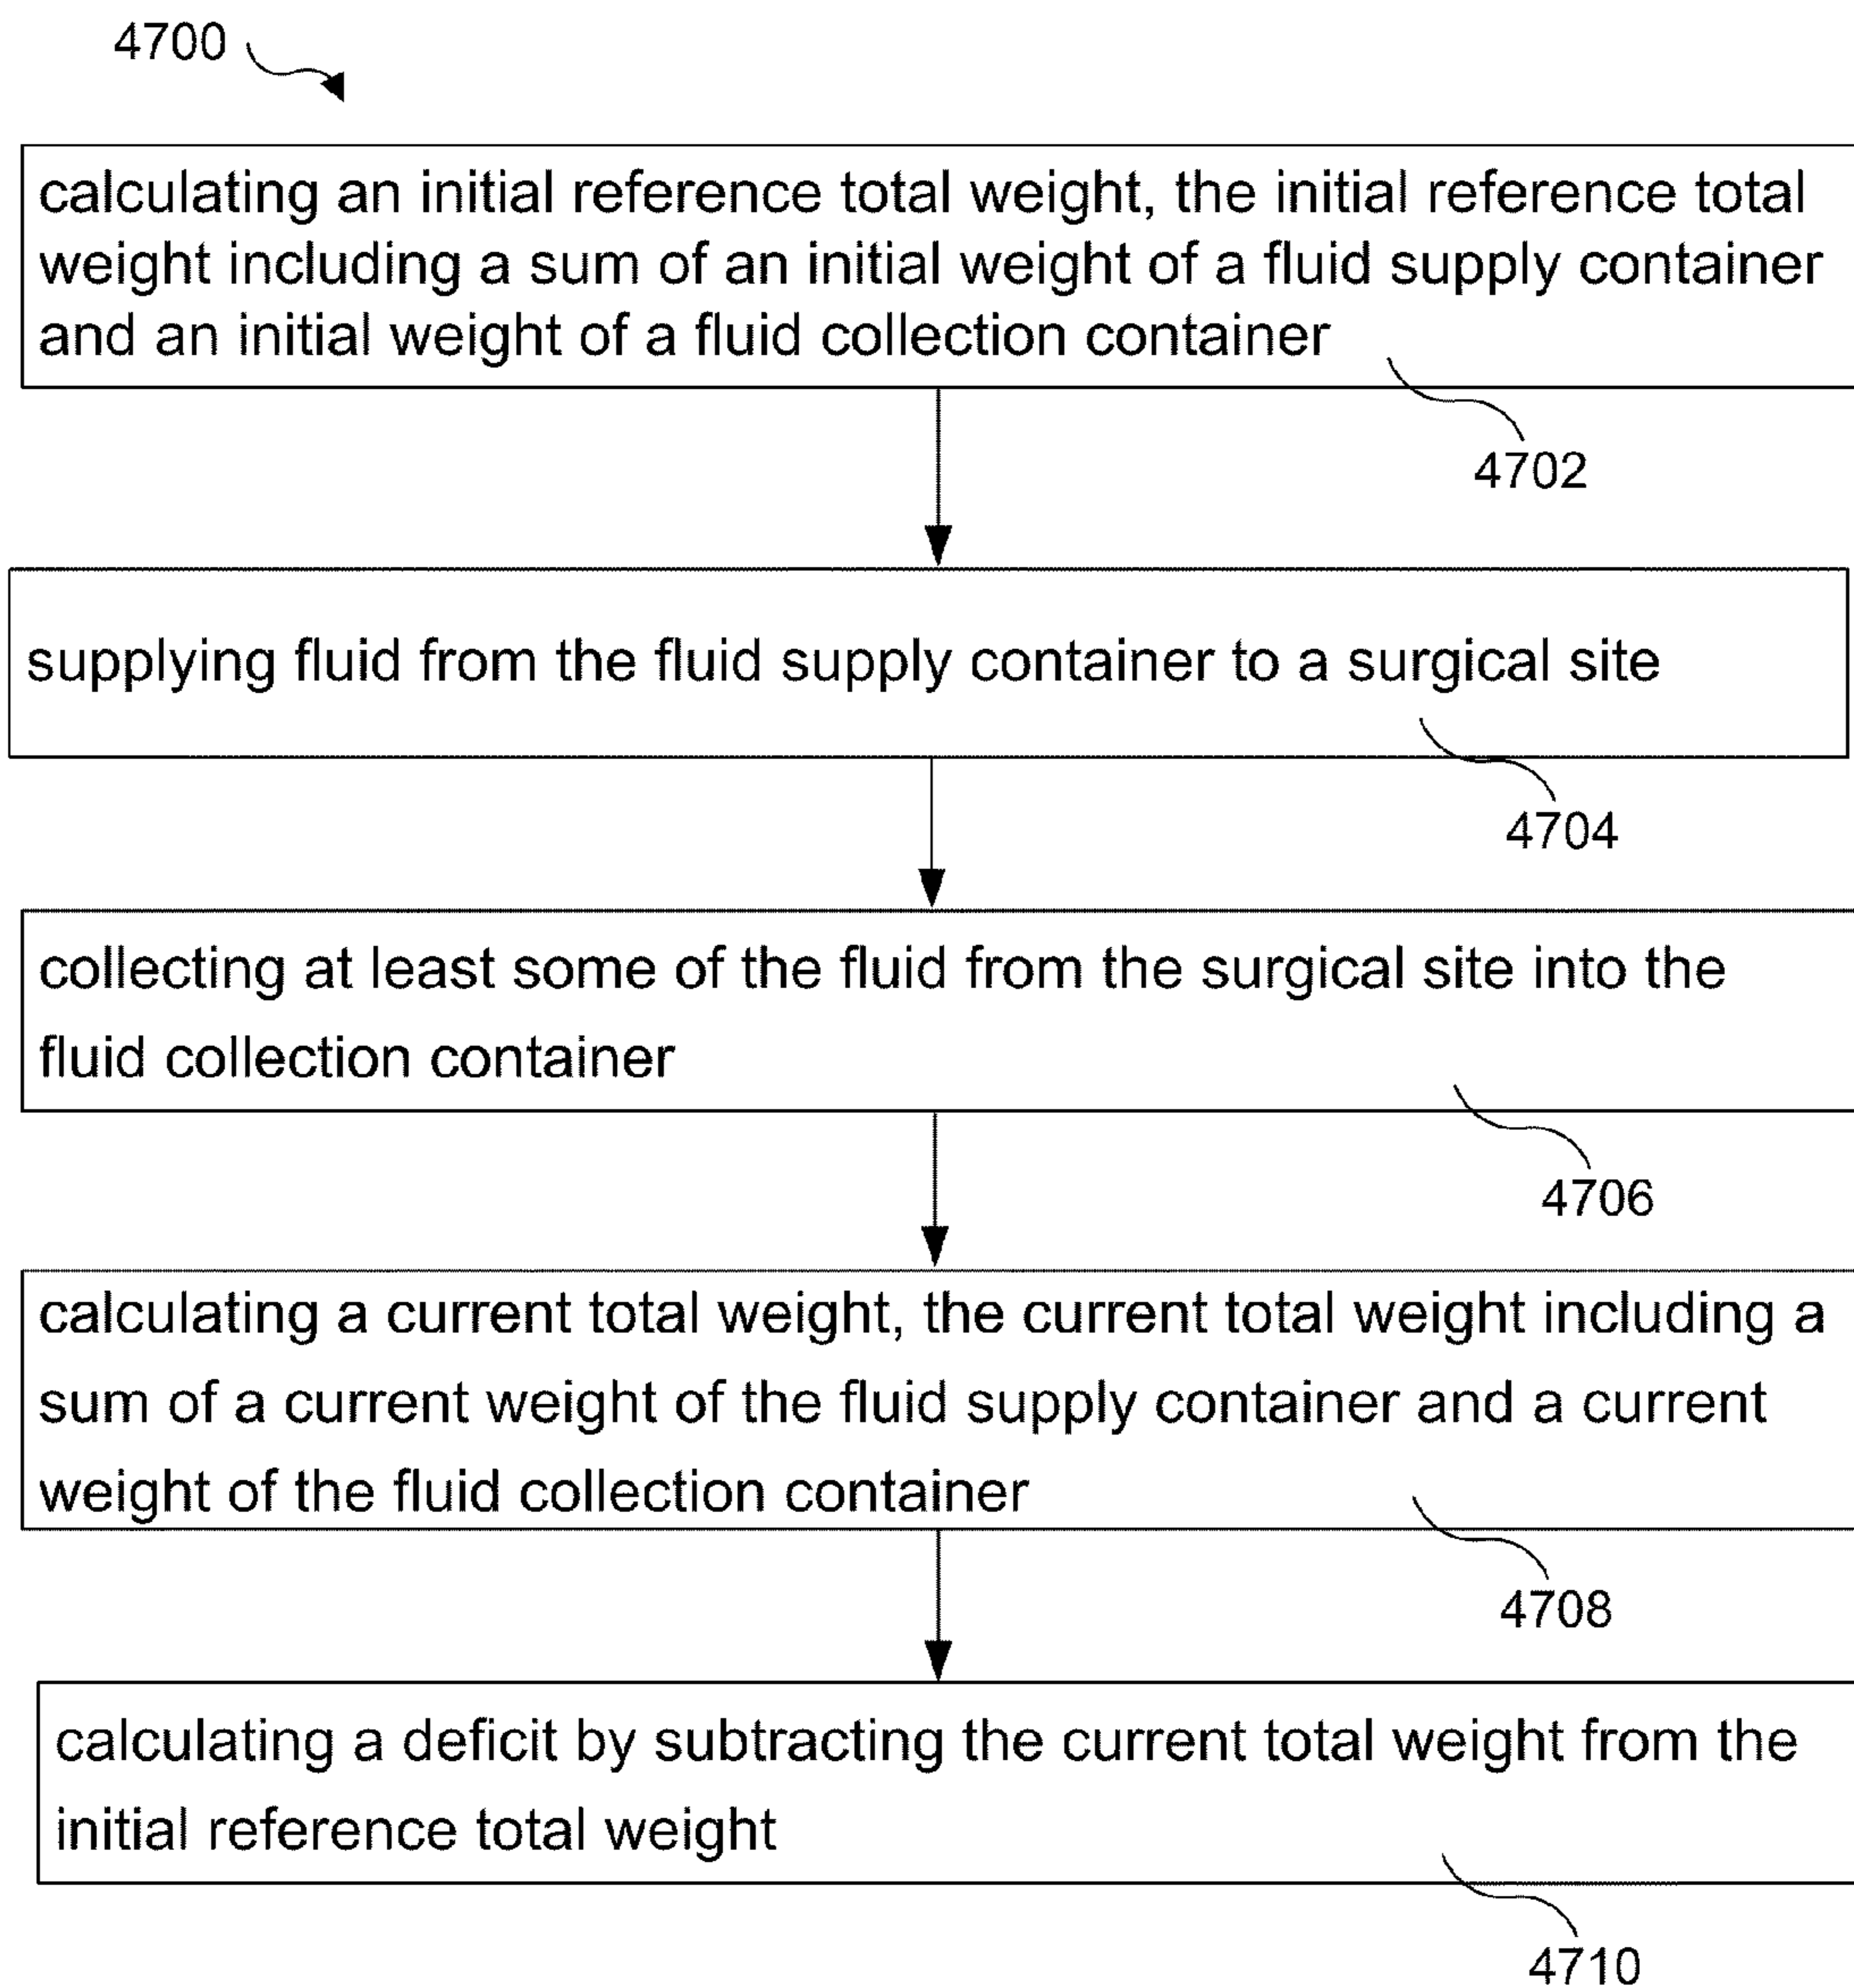 4700
calculating an initial reference total weight, the initial reference total
weight including a sum of an initial weight of a fluid supply container
and an initial weight of a fluid collection container
4702
supplying fluid from the fluid supply container to a surgical site
4704
collecting at least some of the fluid from the surgical site into the
fluid collection container
4706
calculating a current total weight, the current total weight including a
sum of a current weight of the fluid supply container and a current
weight of the fluid collection container
4708
calculating a deficit by subtracting the current total weight from the
initial reference total weight
4710